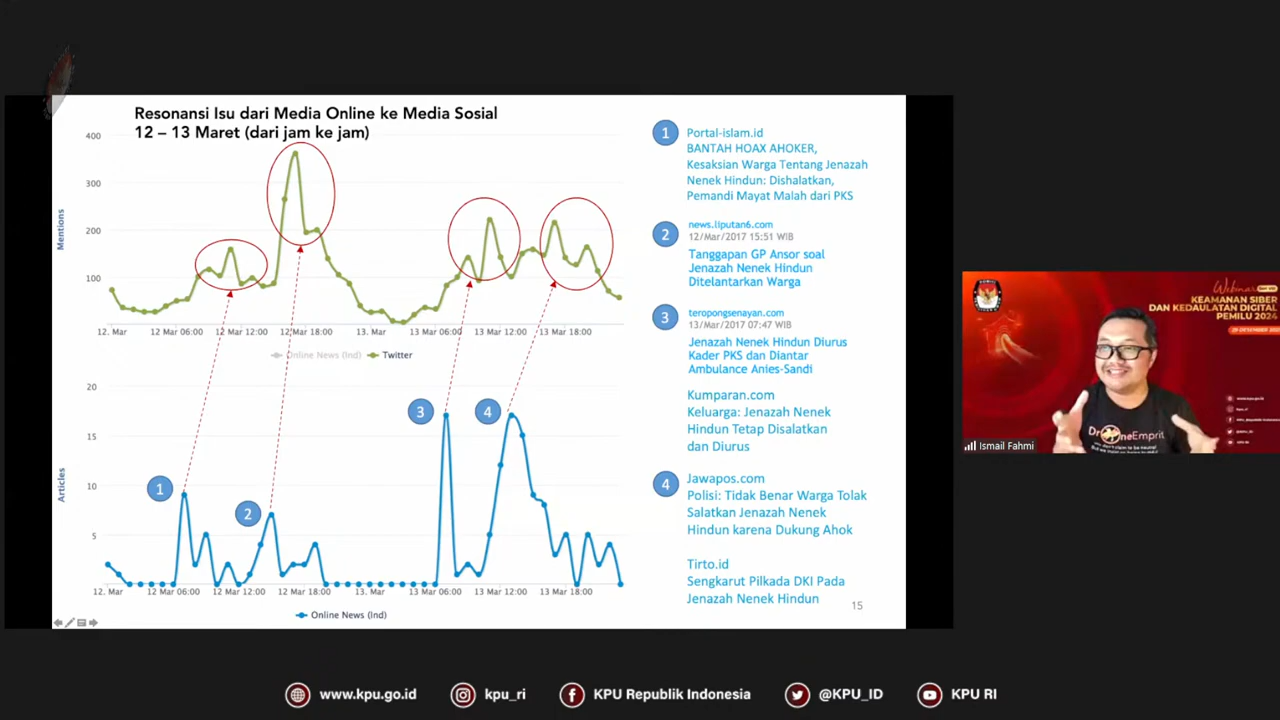 Resonansi Isu dari Media Online ke Media Sosial
12 – 13 Maret (dari jam ke jam)
400
300
200
100
Mentions
12. Mar
12 Mar 06:00
12 Mar 12:00
12 Mar 18:00
13. Mar
13 Mar 06:00
13 Mar 12:00
13 Mar 18:00
Online News (Ind)
Twitter
20
15
10
5
Articles
1
2
3
4
12. Mar
12 Mar 06:00
12 Mar 12:00
12 Mar 18:00
13. Mar
13 Mar 06:00
13 Mar 12:00
13 Mar 18:00
Online News (Ind)
1
Portal-islam.id
BANTAH HOAX AHOKER,
Kesaksian Warga Tentang Jenazah
Nenek Hindun: Dishalatkan,
Pemandi Mayat Malah dari PKS
2
news.liputan6.com
12/Mar/2017 15:51 WIB
Tanggapan GP Ansor soal
Jenazah Nenek Hindun
Ditelantarkan Warga
3
teropongsenayan.com
13/Mar/2017 07:47 WIB
Jenazah Nenek Hindun Diurus
Kader PKS dan Diantar
Ambulance Anies-Sandi
Kumparan.com
Keluarga: Jenazah Nenek
Hindun Tetap Disalatkan
dan Diurus
4
Jawapos.com
Polisi: Tidak Benar Warga Tolak
Salatkan Jenazah Nenek
Hindun karena Dukung Ahok
Tirto.id
Sengkarut Pilkada DKI Pada
Jenazah Nenek Hindun
15
Webinar
KEAMANAN SIBER
DAN KEDAULATAN DIGITAL
PEMILU 2024
Ismail Fahmi
www.kpu.go.id
kpu_ri
KPU Republik Indonesia
@KPU_ID
KPU RI